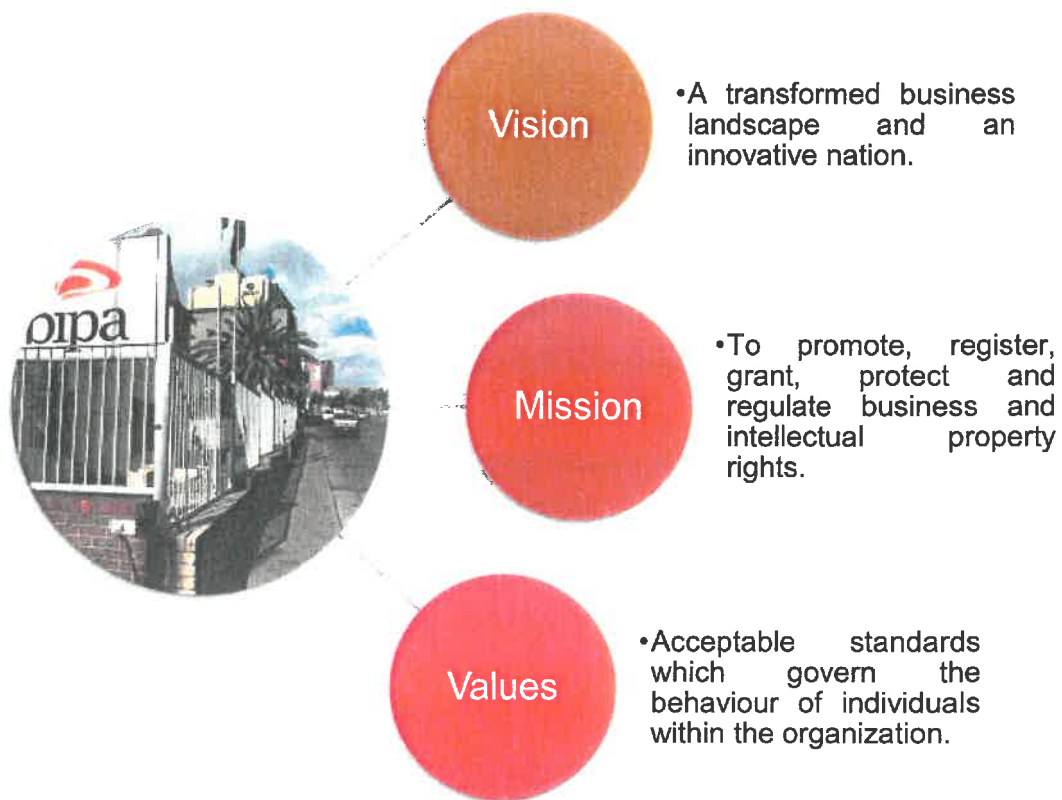 Vision
•A transformed business
landscape and an
innovative nation.
bipa
Mission
•To promote, register,
grant, protect and
regulate business and
intellectual property
rights.
Values
•Acceptable standards
which govern the
behaviour of individuals
within the organization.